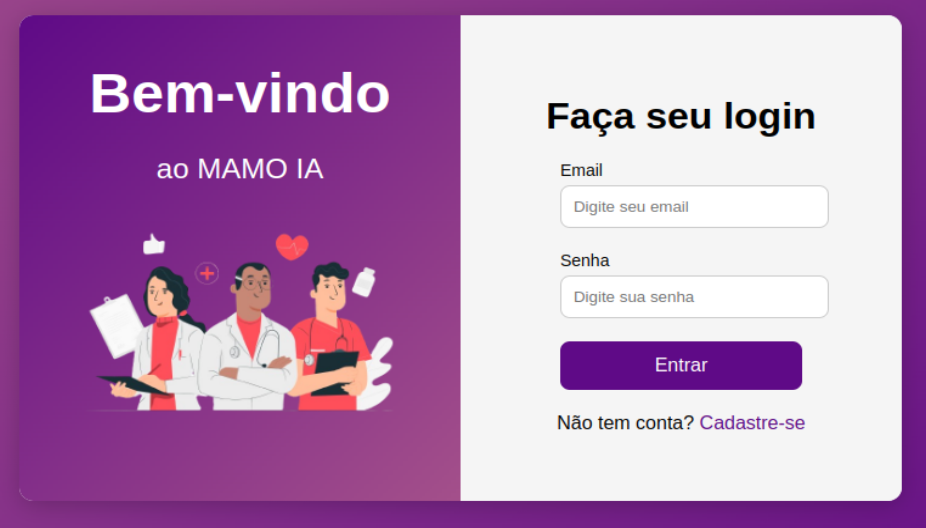 Bem-vindo
ao MAMO IA
Faça seu login
Email
Digite seu email
Senha
Digite sua senha
Entrar
Não tem conta? Cadastre-se